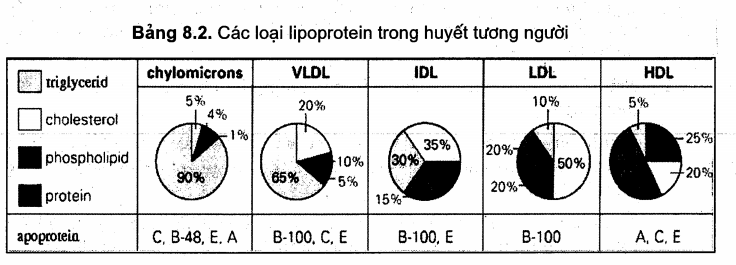 Bảng 8.2. Các loại lipoprotein trong huyết tương người
chylomicrons VLDL IDL LDL HDL
triglycerid
cholesterol
phospholipid
protein
5% 4% 1% 90%
20% 10% 5% 65%
35% 30% 15%
10% 20% 50% 20%
5% 25% 20%
apoprotein C, B-48, E, A B-100, C, E B-100, E B-100 A, C, E